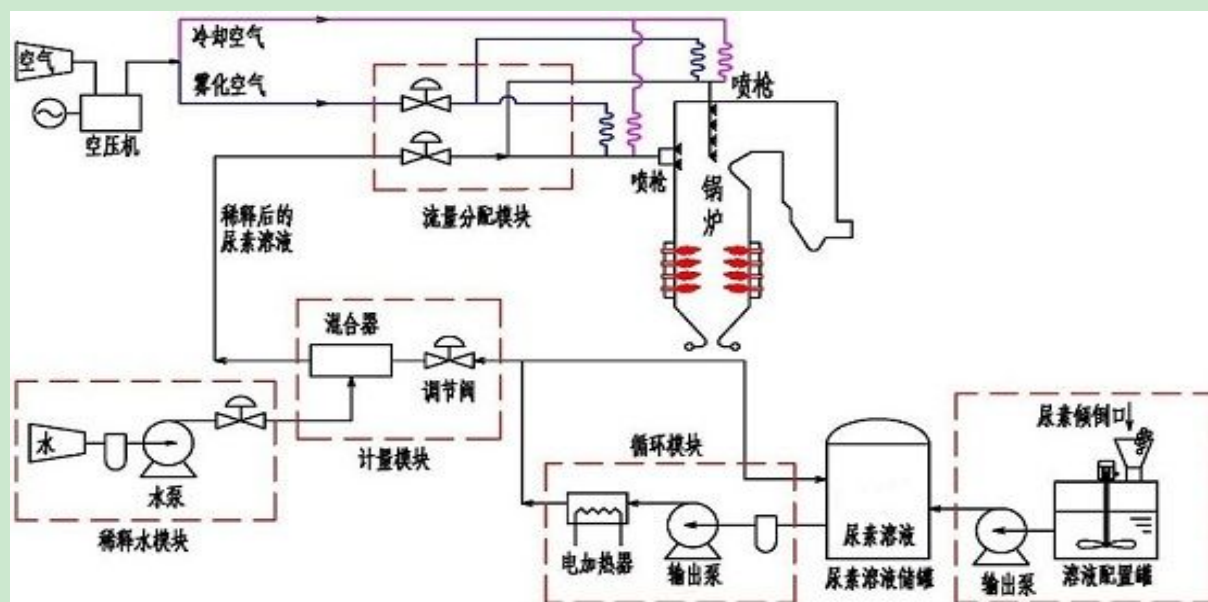 冷却空气
空气
雾化空气
空压机
喷枪
喷枪
锅
炉
稀释后的
尿素溶液
流量分配模块
混合器
调节阀
计量模块
水
水泵
稀释水模块
循环模块
电加热器
输出泵
尿素溶液
尿素溶液储罐
尿素倾倒口
输出泵
溶液配置罐